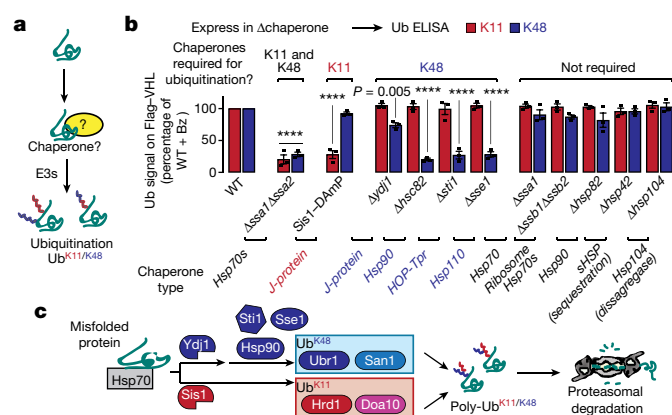 a
?
Chaperone?
E3s
Ubiquitination
Ub^K11/K48
b
Express in Δchaperone → Ub ELISA
K11 K48
Chaperones required for ubiquitination?
K11 and K48
K11
K48
Not required
Ub signal on Flag–VHL
(percentage of
WT + Bz)
100
50
0
****
****
P = 0.005
****
****
****
WT
Δssa1Δssa2
Sis1–DAmP
Δydj1
Δhsc82
Δsti1
Δsse1
Δssa1
Δssb1Δssb2
Δhsp82
Δhsp42
Δhsp104
Chaperone type
Hsp70s
J-protein
J-protein
Hsp90
HOP-Tpr
Hsp110
Hsp70
Ribosome Hsp70s
Hsp90
sHSP (sequestration)
Hsp104 (dissagregase)
c
Misfolded protein
Hsp70
Ydj1
Sis1
Sti1
Sse1
Hsp90
Ub^K48
Ubr1
San1
Ub^K11
Hrd1
Doa10
Poly-Ub^K11/K48
Proteasomal degradation